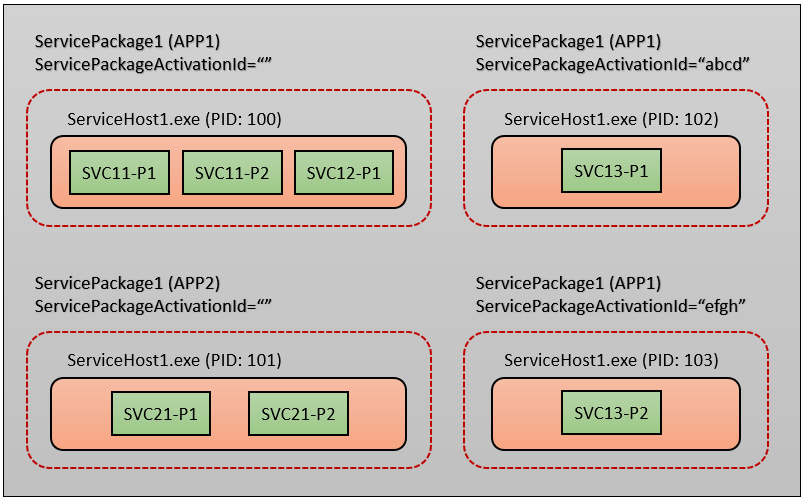 ServicePackage1 (APP1)
ServicePackageActivationId=“”
ServiceHost1.exe (PID: 100)
SVC11-P1
SVC11-P2
SVC12-P1
ServicePackage1 (APP1)
ServicePackageActivationId=“abcd”
ServiceHost1.exe (PID: 102)
SVC13-P1
ServicePackage1 (APP2)
ServicePackageActivationId=“”
ServiceHost1.exe (PID: 101)
SVC21-P1
SVC21-P2
ServicePackage1 (APP1)
ServicePackageActivationId=“efgh”
ServiceHost1.exe (PID: 103)
SVC13-P2